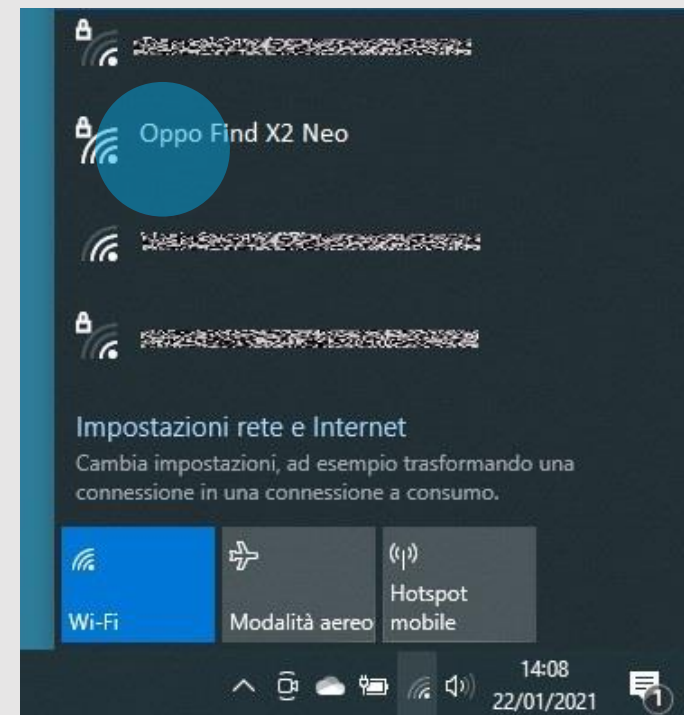 Oppo Find X2 Neo
Impostazioni rete e Internet
Cambia impostazioni, ad esempio trasformando una
connessione in una connessione a consumo.
Wi-Fi
Modalità aereo
Hotspot
mobile
14:08
22/01/2021
1